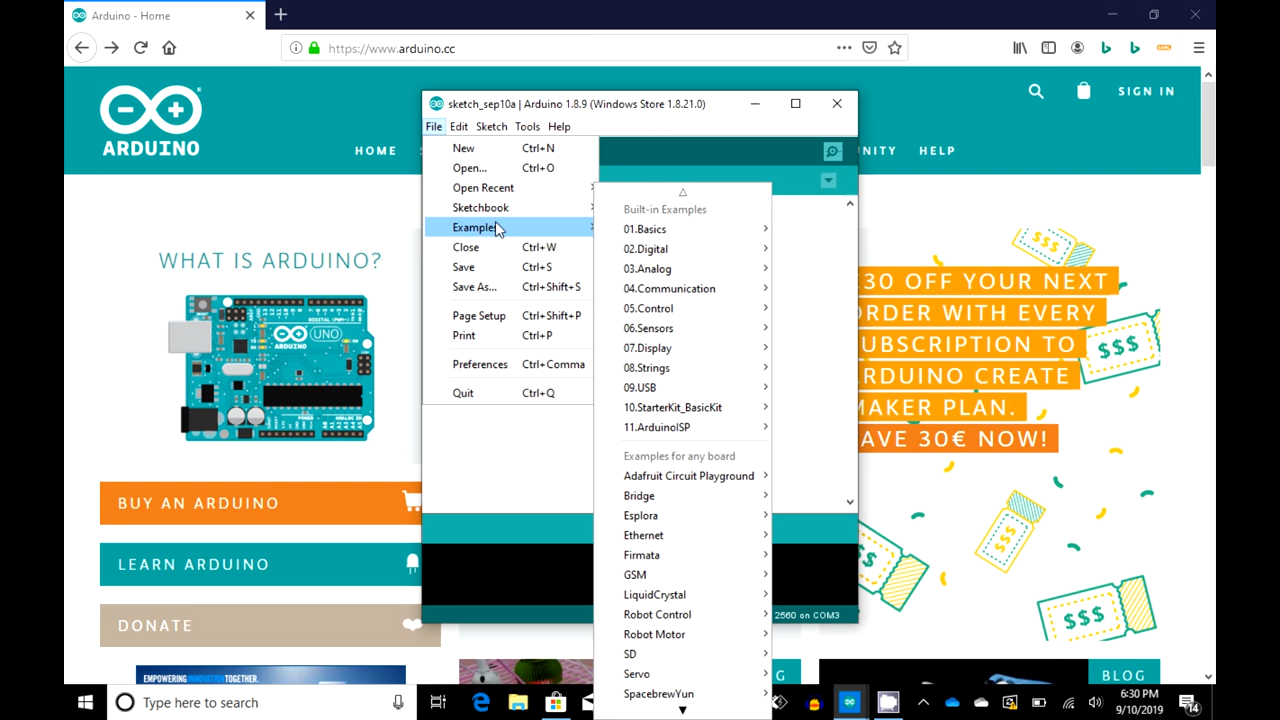 Arduino - Home
https://www.arduino.cc
SIGN IN
ARDUINO
HOME
UNITY
HELP
sketch_sep10a | Arduino 1.8.9 (Windows Store 1.8.21.0)
File Edit Sketch Tools Help
New Ctrl+N
Open... Ctrl+O
Open Recent
Sketchbook
Examples
Close Ctrl+W
Save Ctrl+S
Save As... Ctrl+Shift+S
Page Setup Ctrl+Shift+P
Print Ctrl+P
Preferences Ctrl+Comma
Quit Ctrl+Q
Built-in Examples
01.Basics
02.Digital
03.Analog
04.Communication
05.Control
06.Sensors
07.Display
08.Strings
09.USB
10.StarterKit_BasicKit
11.ArduinoISP
Examples for any board
Adafruit Circuit Playground
Bridge
Esplora
Ethernet
Firmata
GSM
LiquidCrystal
Robot Control
Robot Motor
SD
Servo
SpacebrewYun
2560 on COM3
WHAT IS ARDUINO?
ARDUINO
UNO
BUY AN ARDUINO
LEARN ARDUINO
DONATE
EMPOWERING INNOVATION TOGETHER
30 OFF YOUR NEXT
ORDER WITH EVERY
UBSCRIPTION TO
ARDUINO CREATE
MAKER PLAN.
AVE 30€ NOW!
$$$
$$$
$$$
$$$
$$$
BLOG
Type here to search
6:30 PM
9/10/2019
14